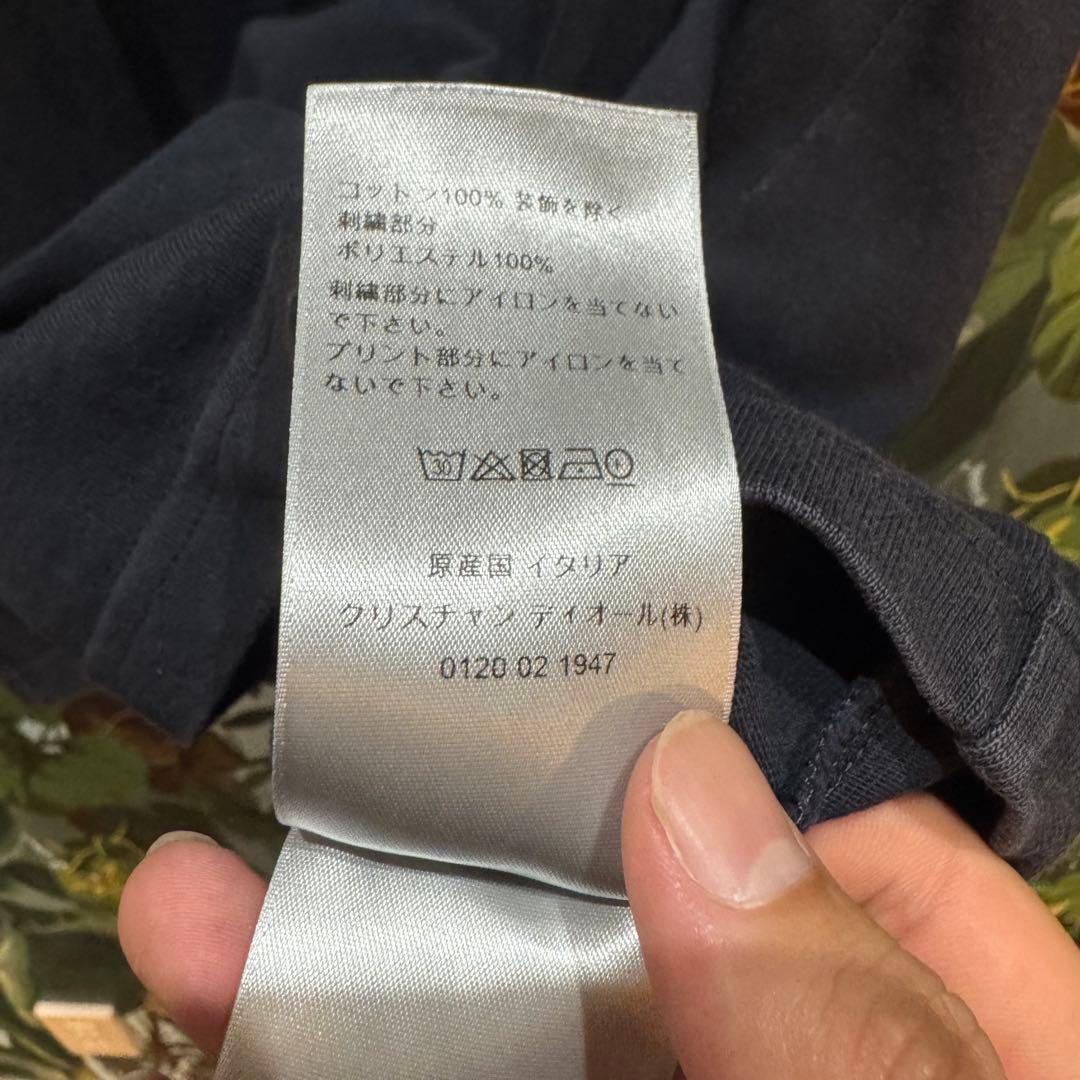 コットン100% 装飾を除く
刺繍部分
ポリエステル100%
刺繍部分にアイロンを当てない
で下さい。
プリント部分にアイロンを当て
ないで下さい。
30
原産国 イタリア
クリスチャン ディオール(株)
0120 02 1947